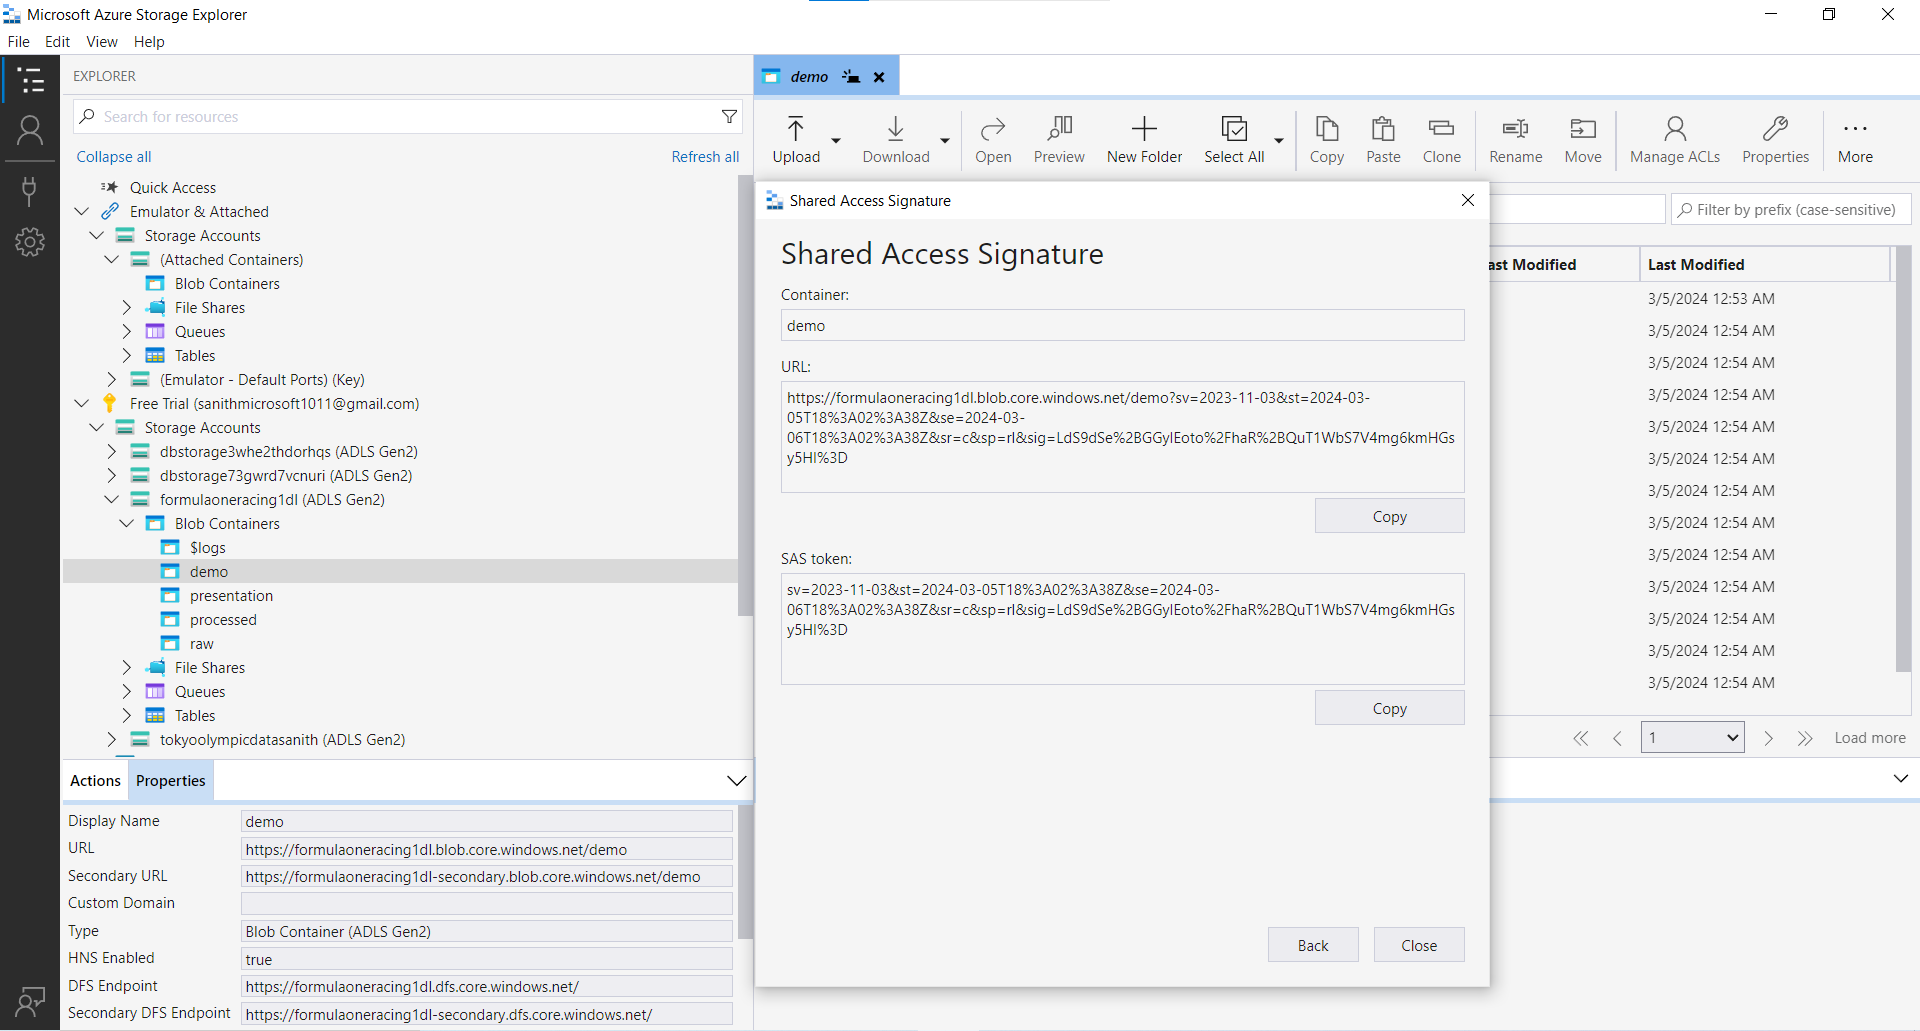 Microsoft Azure Storage Explorer
File Edit View Help
EXPLORER
Search for resources
Collapse all Refresh all
Quick Access
Emulator & Attached
Storage Accounts
(Attached Containers)
Blob Containers
File Shares
Queues
Tables
(Emulator - Default Ports) (Key)
Free Trial (sanithmicrosoft1011@gmail.com)
Storage Accounts
dbstorage3whe2thdorhqs (ADLS Gen2)
dbstorage73gwrd7vcnuri (ADLS Gen2)
formulaoneracing1dl (ADLS Gen2)
Blob Containers
$logs
demo
presentation
processed
raw
File Shares
Queues
Tables
tokyoolympicdatasanith (ADLS Gen2)
Actions Properties
Display Name demo
URL https://formulaoneracing1dl.blob.core.windows.net/demo
Secondary URL https://formulaoneracing1dl-secondary.blob.core.windows.net/demo
Custom Domain
Type Blob Container (ADLS Gen2)
HNS Enabled true
DFS Endpoint https://formulaoneracing1dl.dfs.core.windows.net/
Secondary DFS Endpoint https://formulaoneracing1dl-secondary.dfs.core.windows.net/
demo
Upload Download Open Preview New Folder Select All Copy Paste Clone Rename Move Manage ACLs Properties More
Filter by prefix (case-sensitive)
ast Modified Last Modified
3/5/2024 12:53 AM
3/5/2024 12:54 AM
3/5/2024 12:54 AM
3/5/2024 12:54 AM
3/5/2024 12:54 AM
3/5/2024 12:54 AM
3/5/2024 12:54 AM
3/5/2024 12:54 AM
3/5/2024 12:54 AM
3/5/2024 12:54 AM
3/5/2024 12:54 AM
3/5/2024 12:54 AM
3/5/2024 12:54 AM
1 Load more
Shared Access Signature
Shared Access Signature
Container:
demo
URL:
https://formulaoneracing1dl.blob.core.windows.net/demo?sv=2023-11-03&st=2024-03-
05T18%3A02%3A38Z&se=2024-03-
06T18%3A02%3A38Z&sr=c&sp=rl&sig=LdS9dSe%2BGGylEoto%2FhaR%2BQuT1WbS7V4mg6kmHGs
y5HI%3D
Copy
SAS token:
sv=2023-11-03&st=2024-03-05T18%3A02%3A38Z&se=2024-03-
06T18%3A02%3A38Z&sr=c&sp=rl&sig=LdS9dSe%2BGGylEoto%2FhaR%2BQuT1WbS7V4mg6kmHGs
y5HI%3D
Copy
Back Close